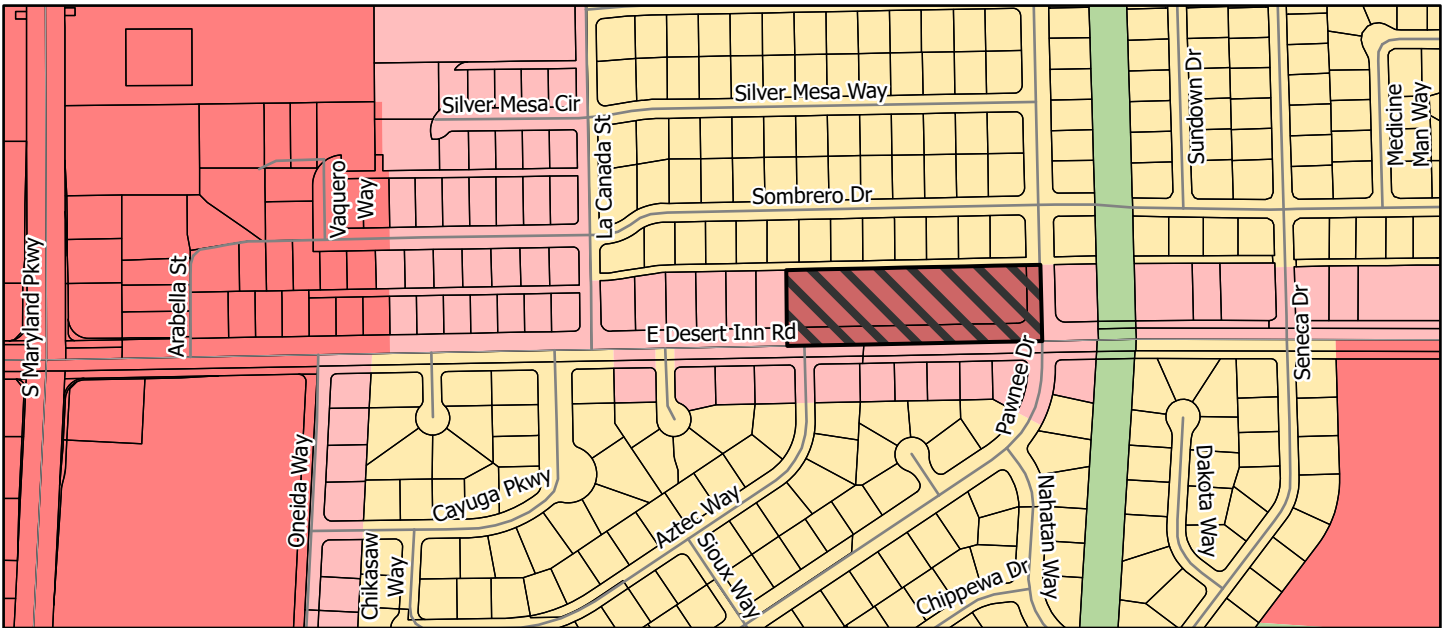 Silver Mesa Cir
Silver Mesa Way
Sundown Dr
Medicine
Man Way
La Canada St
Vaquero
Way
Sombrero Dr
S Maryland Pkwy
Arabella St
E Desert Inn Rd
Seneca Dr
Pawnee Dr
Oneida Way
Cayuga Pkwy
Aztec Way
Dakota Way
Nahatan Way
Chikasaw
Way
Sioux Way
Chippewa Dr